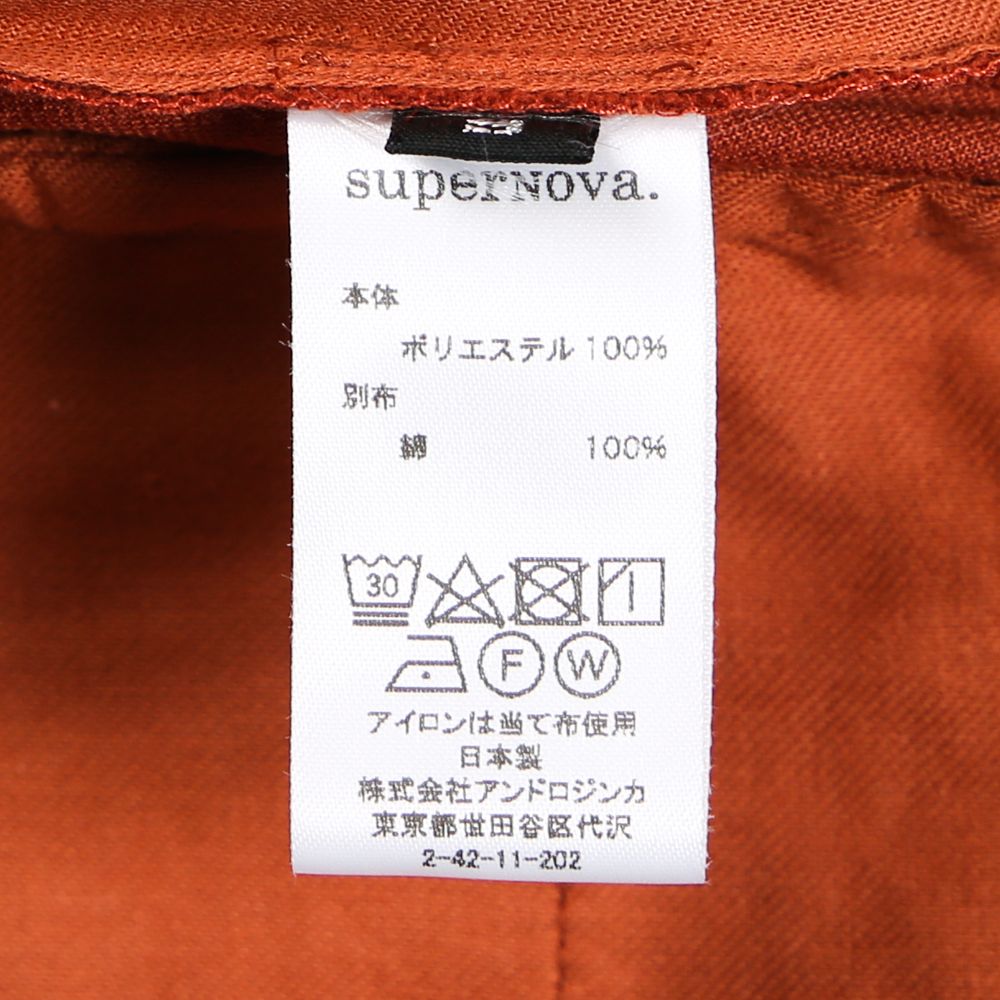 superNova.
本体
ポリエステル 100%
別布
綿 100%
30
F W
アイロンは当て布使用
日本製
株式会社アンドロジンカ
東京都世田谷区代沢
2-42-11-202